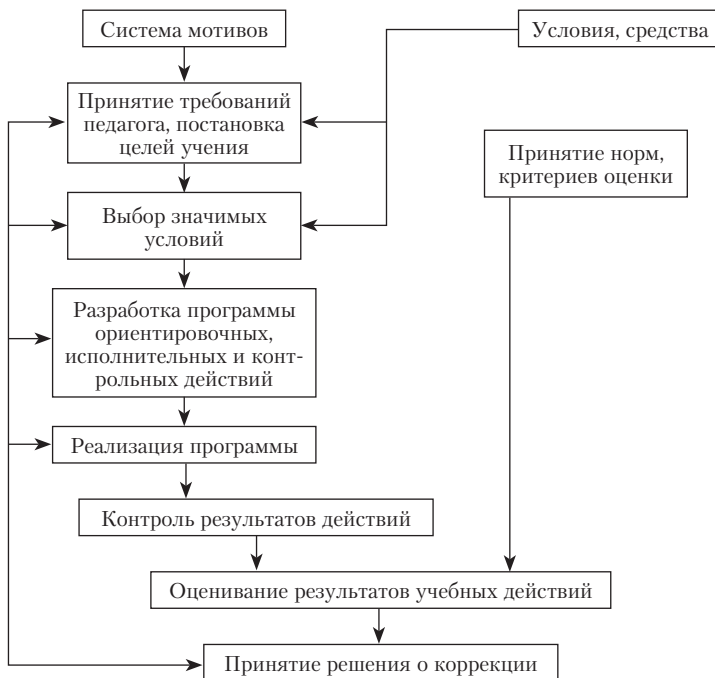 Система мотивов
Условия, средства
Принятие требований
педагога, постановка
целей учения
Принятие норм,
критериев оценки
Выбор значимых
условий
Разработка программы
ориентировочных,
исполнительных и конт-
рольных действий
Реализация программы
Контроль результатов действий
Оценивание результатов учебных действий
Принятие решения о коррекции